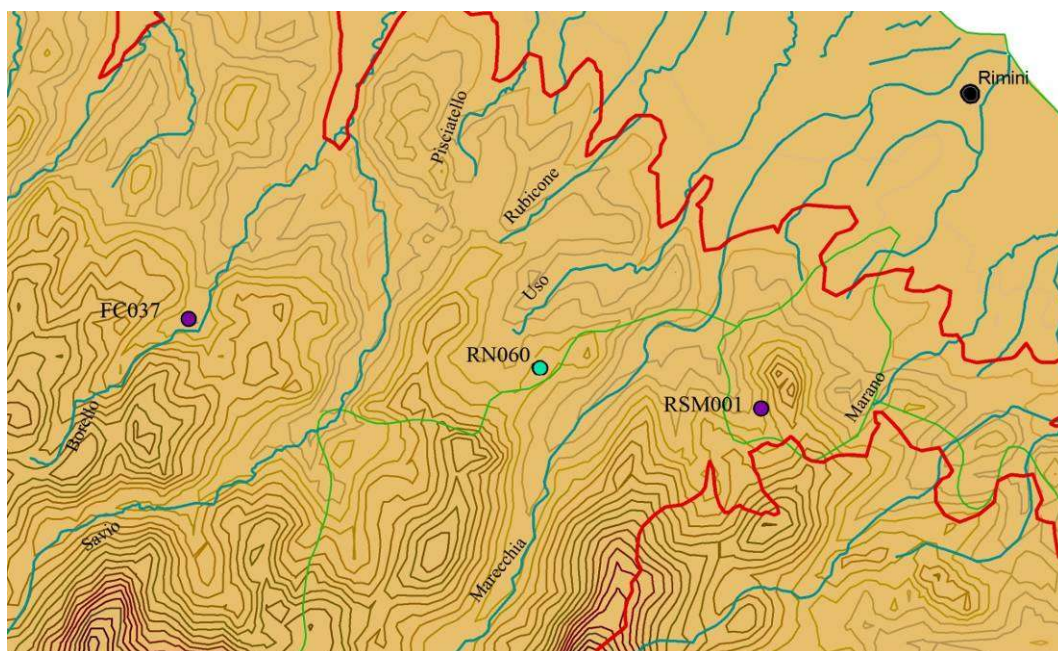 Rimini
Pisciatello
Rubicone
Uso
FC037
RN060
RSM001
Marano
Borello
Savio
Marecchia